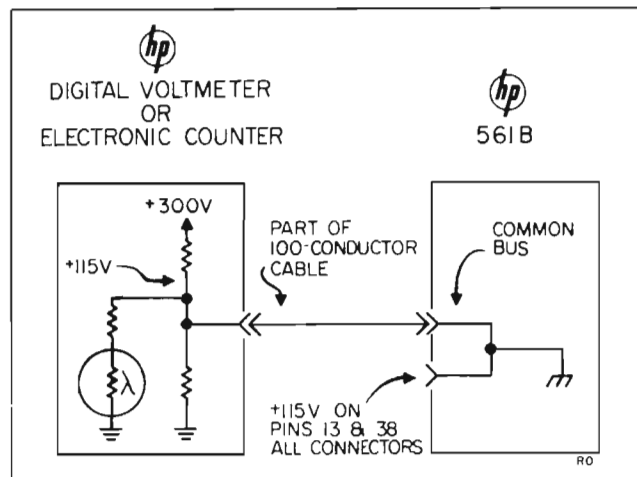 hp
DIGITAL VOLTMETER
OR
ELECTRONIC COUNTER
hp
561B
+300V
+115V
λ
PART OF
100-CONDUCTOR
CABLE
COMMON
BUS
+115V ON
PINS 13 & 38
ALL CONNECTORS
RO